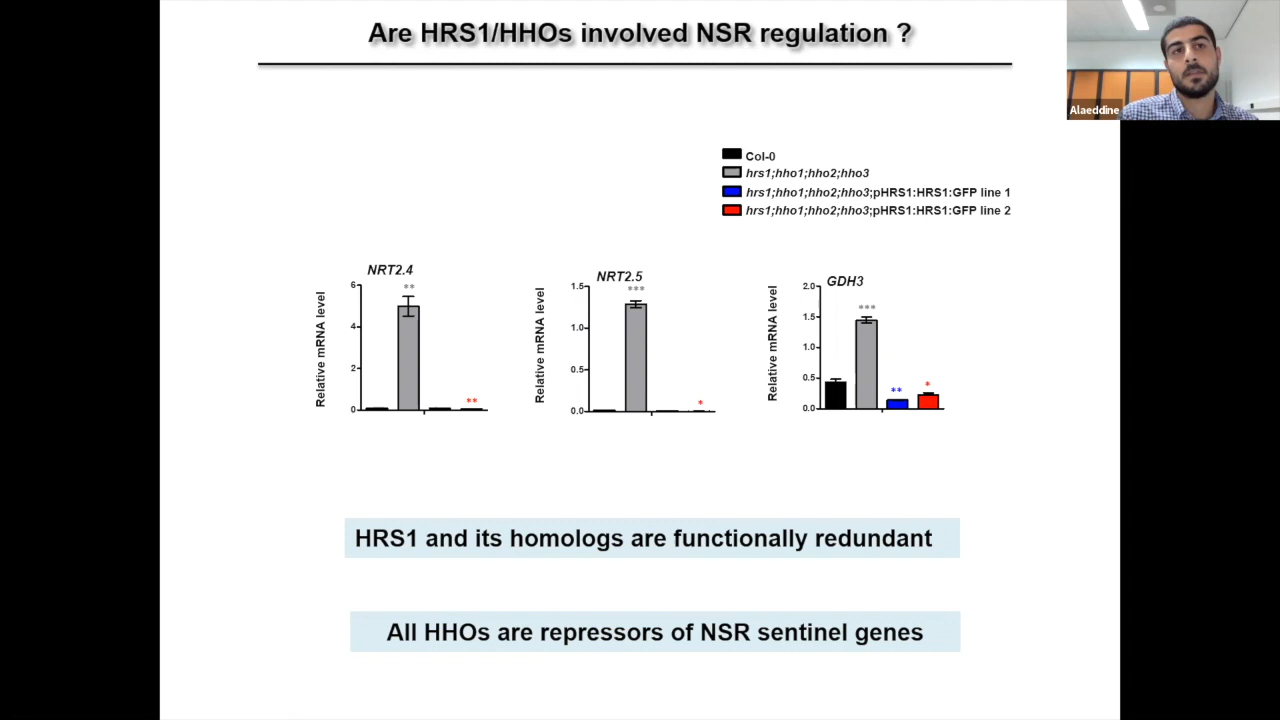 Are HRS1/HHOs involved NSR regulation ?
Alaeddine
Col-0
hrs1;hho1;hho2;hho3
hrs1;hho1;hho2;hho3;pHRS1:HRS1:GFP line 1
hrs1;hho1;hho2;hho3;pHRS1:HRS1:GFP line 2
NRT2.4
Relative mRNA level
6
4
2
0
**
**
NRT2.5
Relative mRNA level
1.5
1.0
0.5
0.0
***
*
GDH3
Relative mRNA level
2.0
1.5
1.0
0.5
0.0
***
**
*
HRS1 and its homologs are functionally redundant
All HHOs are repressors of NSR sentinel genes